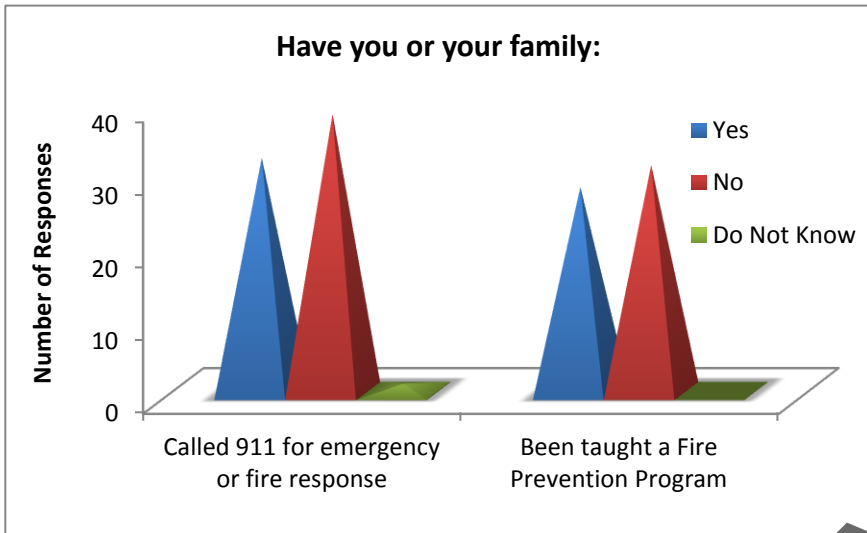 Have you or your family:
Number of Responses
40
30
20
10
0
Yes
No
Do Not Know
Called 911 for emergency
or fire response
Been taught a Fire
Prevention Program